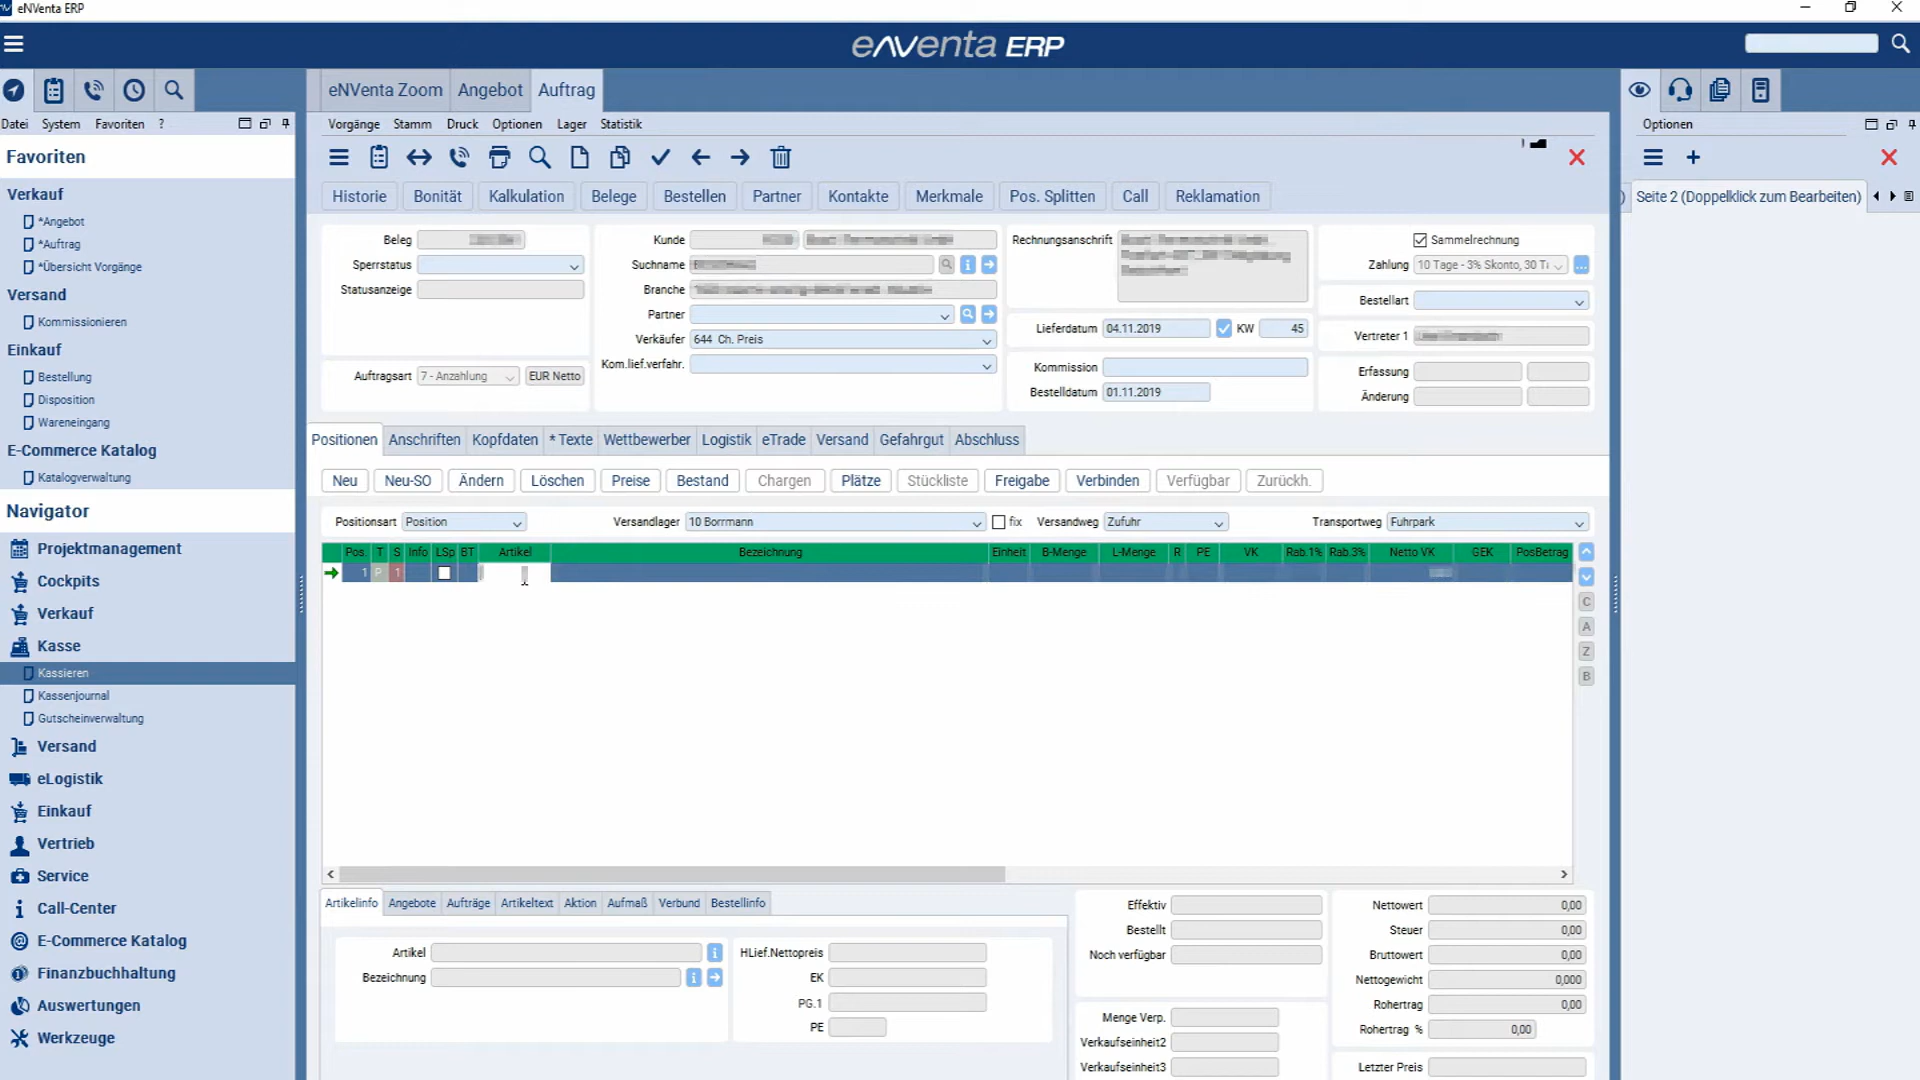 eNVenta ERP
eNVenta ERP
eNVenta Zoom Angebot Auftrag
Datei System Favoriten ?
Vorgänge Stamm Druck Optionen Lager Statistik
Optionen
Favoriten
Historie Bonität Kalkulation Belege Bestellen Partner Kontakte Merkmale Pos. Splitten Call Reklamation
Seite 2 (Doppelklick zum Bearbeiten)
Verkauf
*Angebot
*Auftrag
*Übersicht Vorgänge
Versand
Kommissionieren
Einkauf
Bestellung
Disposition
Wareneingang
E-Commerce Katalog
Katalogverwaltung
Navigator
Projektmanagement
Cockpits
Verkauf
Kasse
Kassieren
Kassenjournal
Gutscheinverwaltung
Versand
eLogistik
Einkauf
Vertrieb
Service
Call-Center
E-Commerce Katalog
Finanzbuchhaltung
Auswertungen
Werkzeuge
Beleg
Sperrstatus
Statusanzeige
Auftragsart 7 - Anzahlung EUR Netto
Kunde
Suchname
Branche
Partner
Verkäufer 644 Ch. Preis
Kom.lief.verfahr.
Rechnungsanschrift
Lieferdatum 04.11.2019 KW 45
Kommission
Bestelldatum 01.11.2019
Sammelrechnung
Zahlung 10 Tage - 3% Skonto, 30 Ti
Bestellart
Vertreter 1
Erfassung
Änderung
Positionen Anschriften Kopfdaten * Texte Wettbewerber Logistik eTrade Versand Gefahrgut Abschluss
Neu Neu-SO Ändern Löschen Preise Bestand Chargen Plätze Stückliste Freigabe Verbinden Verfügbar Zurückh.
Positionsart Position Versandlager 10 Borrmann fix Versandweg Zufuhr Transportweg Fuhrpark
Pos. T S Info LSp BT Artikel Bezeichnung Einheit B-Menge L-Menge R PE VK Rab.1% Rab.3% Netto VK GEK PosBetrag
1 P 1
C
A
Z
B
Artikelinfo Angebote Aufträge Artikeltext Aktion Aufmaß Verbund Bestellinfo
Artikel
Bezeichnung
HLief.Nettopreis
EK
PG.1
PE
Effektiv
Bestellt
Noch verfügbar
Menge Verp.
Verkaufseinheit2
Verkaufseinheit3
Nettowert 0,00
Steuer 0,00
Bruttowert 0,00
Nettogewicht 0,000
Rohertrag 0,00
Rohertrag % 0,00
Letzter Preis